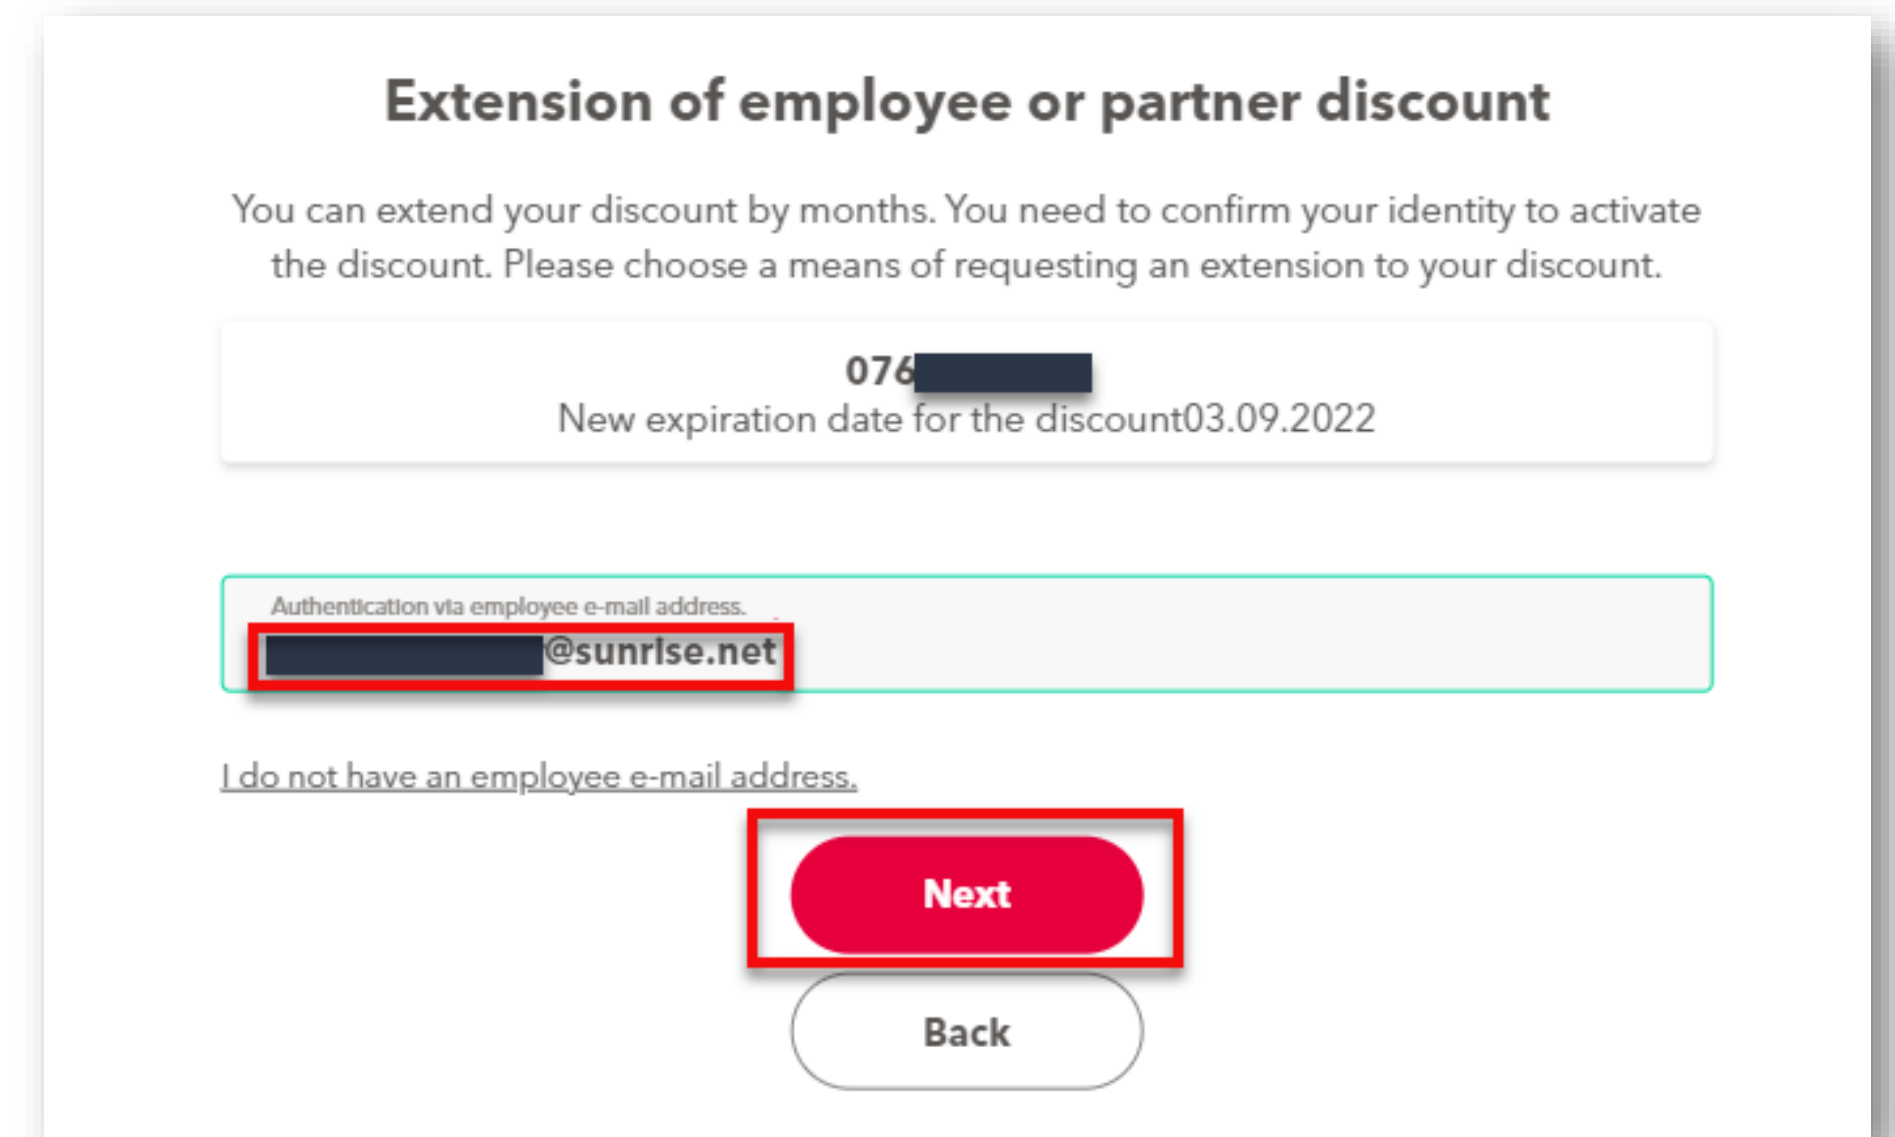 Extension of employee or partner discount
You can extend your discount by months. You need to confirm your identity to activate
the discount. Please choose a means of requesting an extension to your discount.
076
New expiration date for the discount03.09.2022
Authentication via employee e-mail address.
@sunrise.net
I do not have an employee e-mail address.
Next
Back